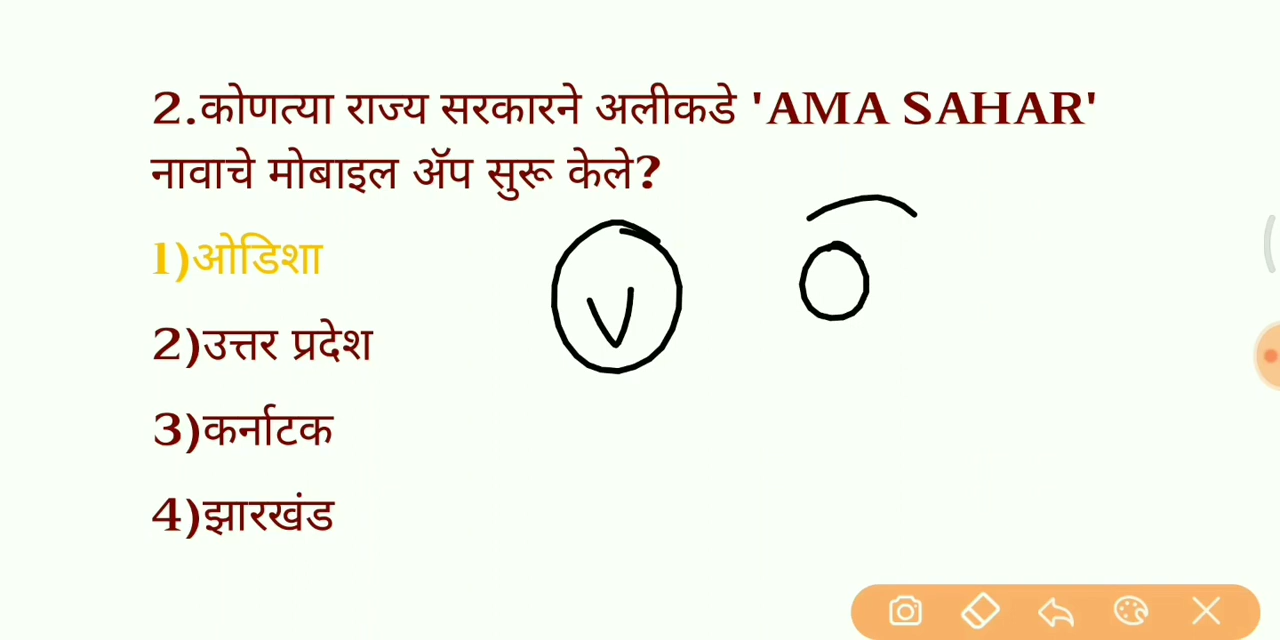 2.कोणत्या राज्य सरकारने अलीकडे 'AMA SAHAR'
नावाचे मोबाइल ॲप सुरू केले?
1)ओडिशा
2)उत्तर प्रदेश
3)कर्नाटक
4)झारखंड